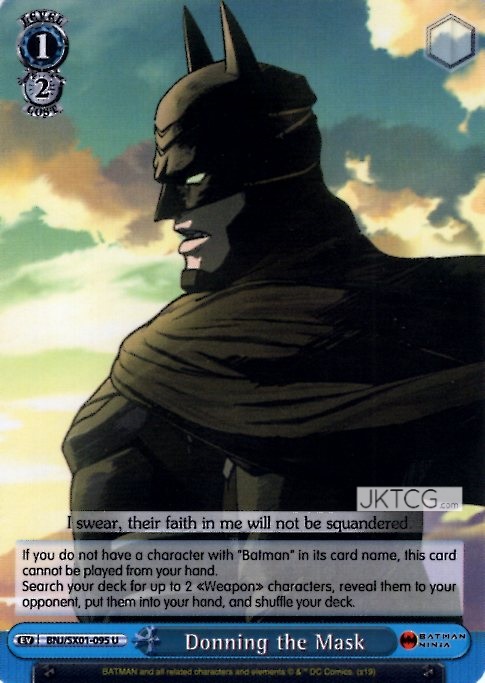 LEVEL
1
2
COST
JKTCG.com
I swear, their faith in me will not be squandered.
If you do not have a character with "Batman" in its card name, this card
cannot be played from your hand.
Search your deck for up to 2 «Weapon» characters, reveal them to your
opponent, put them into your hand, and shuffle your deck.
EV BNJ/SX01-095 U Donning the Mask BATMAN
NINJA
BATMAN and all related characters and elements © & ™ DC Comics. (s19)